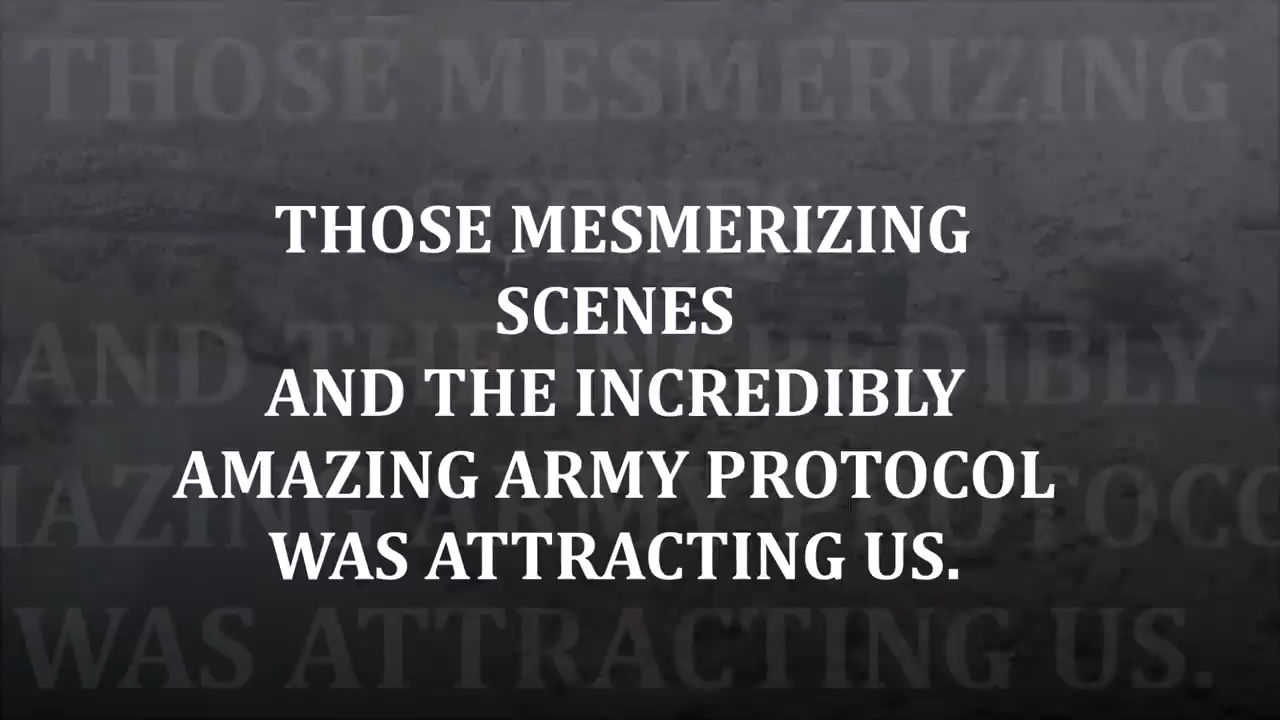 THOSE MESMERIZING
SCENES
AND THE INCREDIBLY
AMAZING ARMY PROTOCOL
WAS ATTRACTING US.